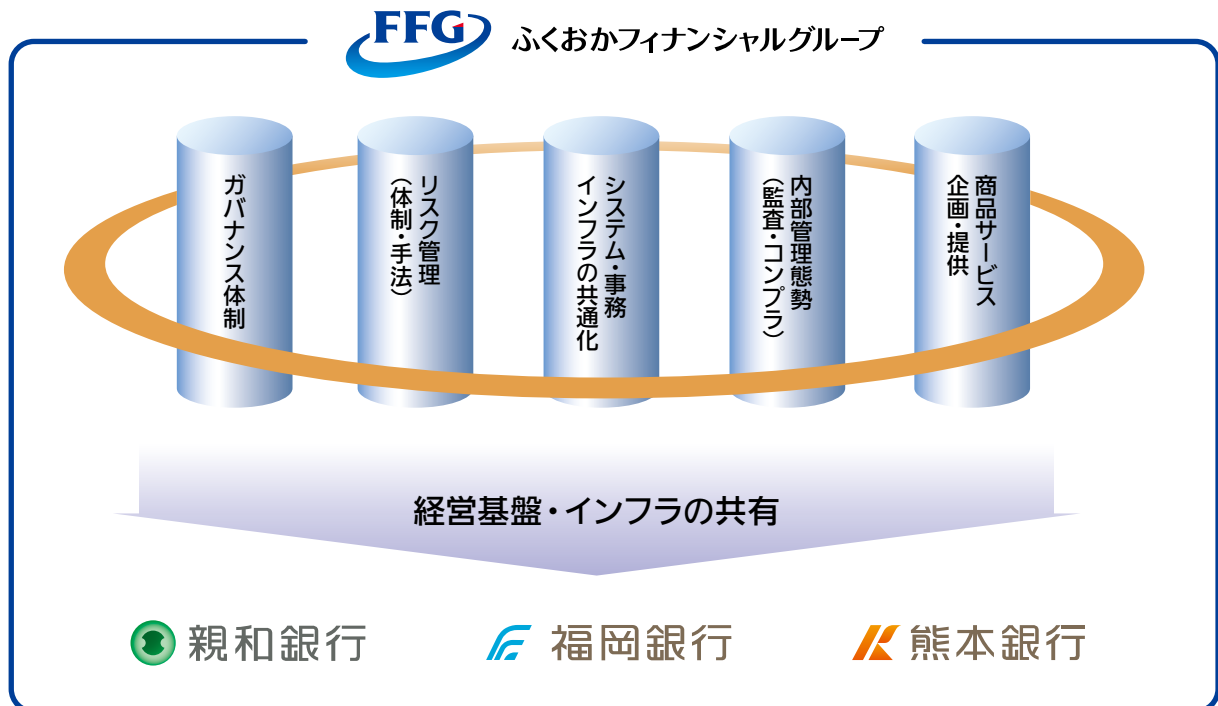 FFG ふくおかフィナンシャルグループ
ガバナンス体制
リスク管理
（体制・手法）
システム・事務
インフラの共通化
内部管理態勢
（監査・コンプラ）
商品サービス
企画・提供
経営基盤・インフラの共有
親和銀行
福岡銀行
熊本銀行